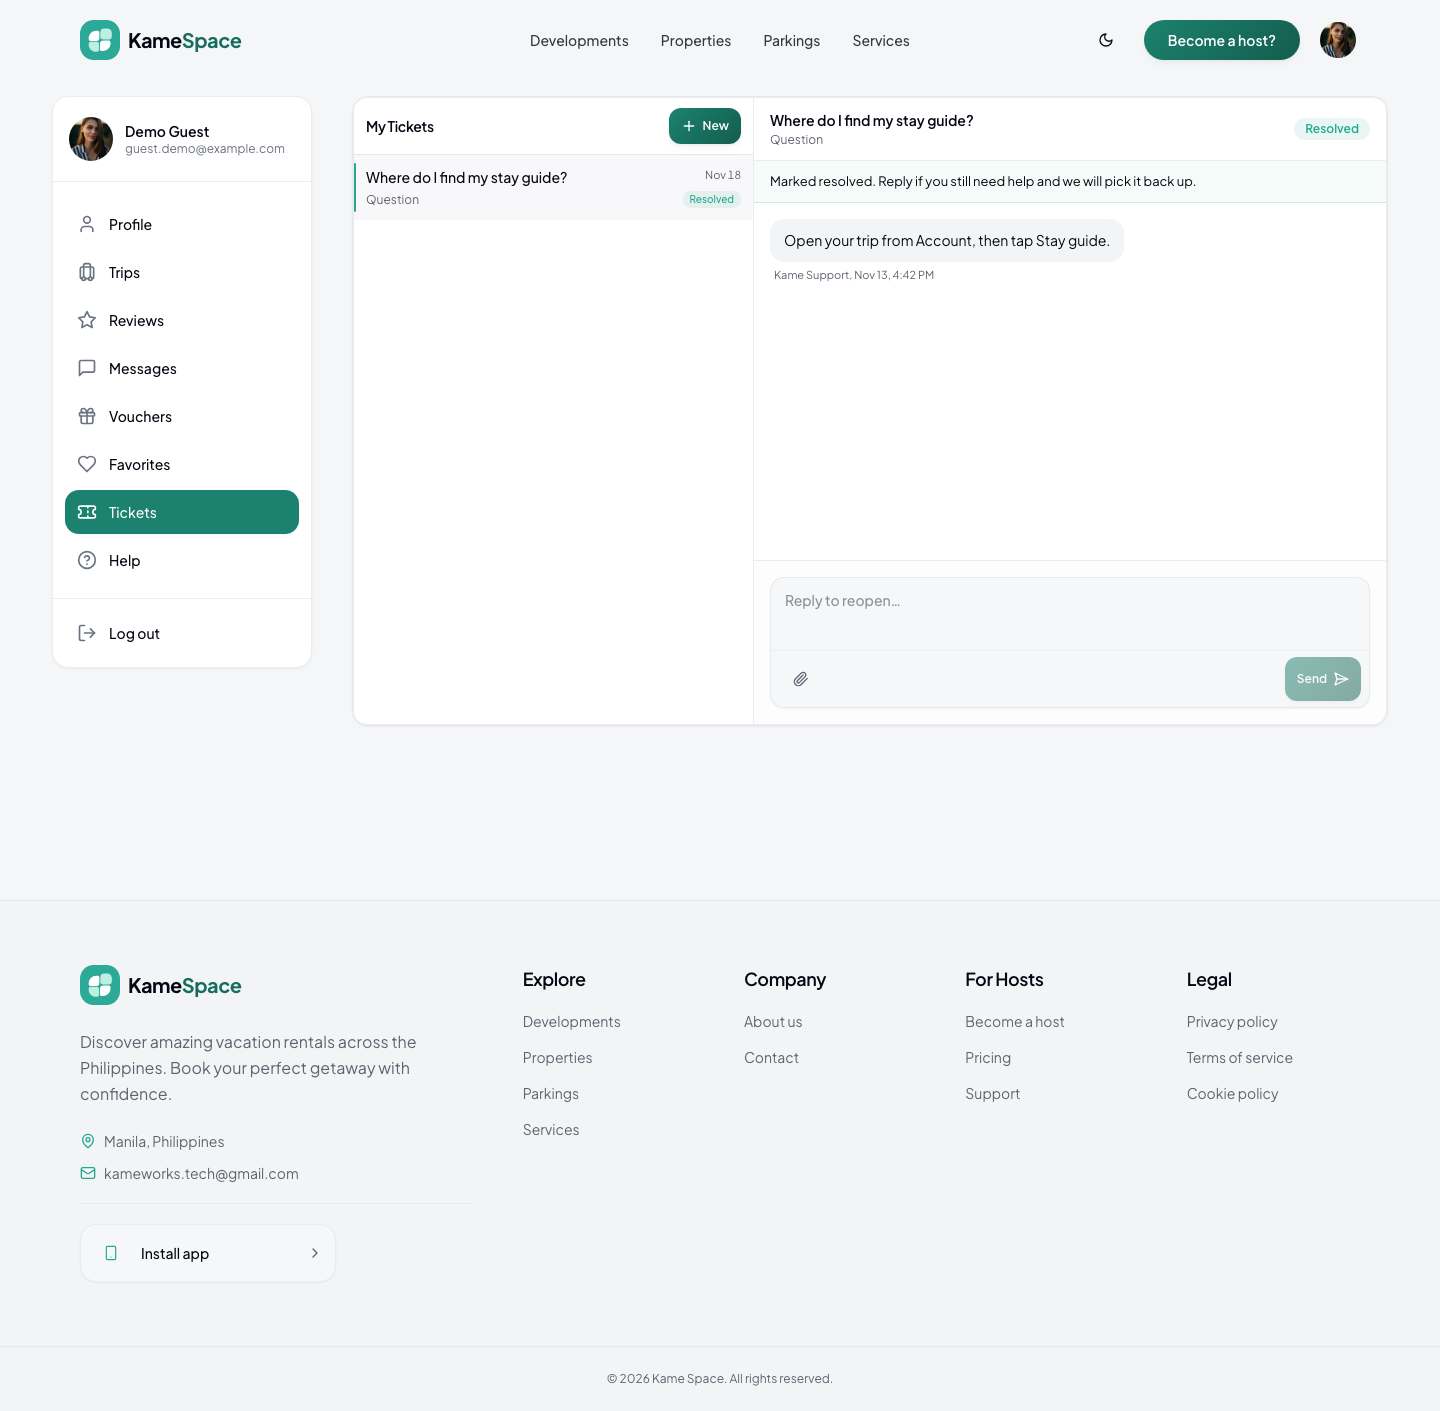 KameSpace
Developments
Properties
Parkings
Services
Become a host?
Demo Guest
guest.demo@example.com
Profile
Trips
Reviews
Messages
Vouchers
Favorites
Tickets
Help
Log out
My Tickets
New
Where do I find my stay guide?
Nov 18
Question
Resolved
Where do I find my stay guide?
Question
Resolved
Marked resolved. Reply if you still need help and we will pick it back up.
Open your trip from Account, then tap Stay guide.
Kame Support, Nov 13, 4:42 PM
Reply to reopen...
Send
KameSpace
Discover amazing vacation rentals across the
Philippines. Book your perfect getaway with
confidence.
Manila, Philippines
kameworks.tech@gmail.com
Install app
Explore
Developments
Properties
Parkings
Services
Company
About us
Contact
For Hosts
Become a host
Pricing
Support
Legal
Privacy policy
Terms of service
Cookie policy
© 2026 Kame Space. All rights reserved.